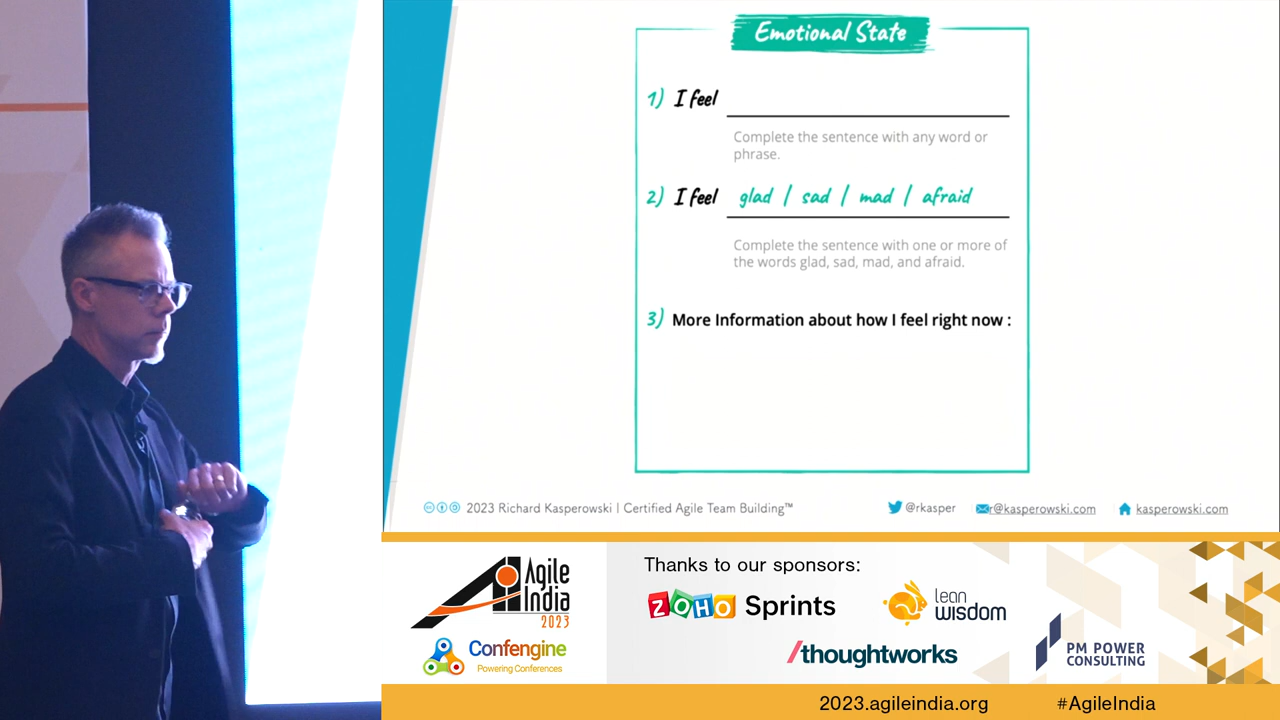 Emotional State
1) I feel
Complete the sentence with any word or
phrase.
2) I feel glad / sad / mad / afraid
Complete the sentence with one or more of
the words glad, sad, mad, and afraid.
3) More Information about how I feel right now :
2023 Richard Kasperowski | Certified Agile Team Building™
@rkasper
r@kasperowski.com
kasperowski.com
Agile
India
2023
Confengine
Powering Conferences
Thanks to our sponsors:
ZOHO Sprints
lean
wisdom
/thoughtworks
PM POWER
CONSULTING
2023.agileindia.org
#AgileIndia